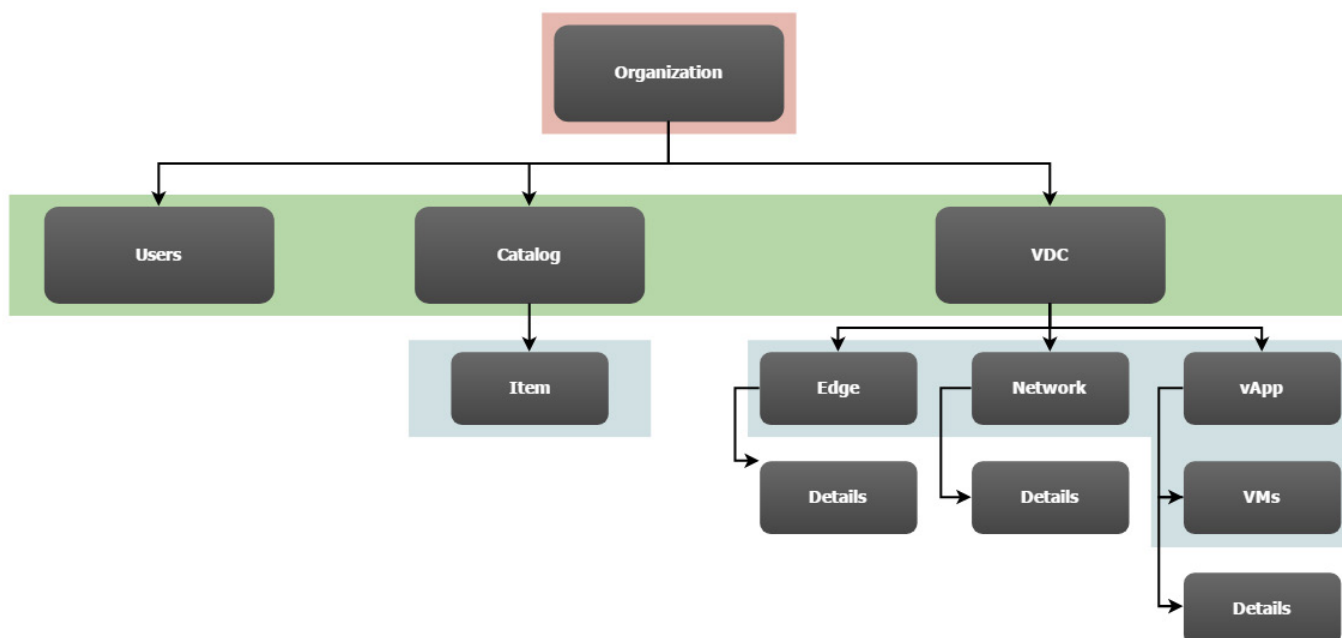 Organization
Users
Catalog
VDC
Item
Edge
Network
vApp
Details
Details
VMs
Details